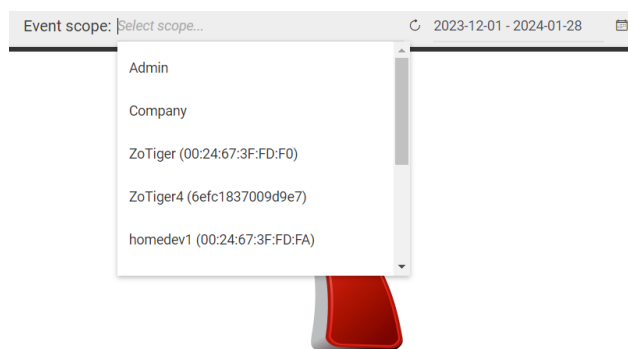 Event scope: Select scope... 2023-12-01 - 2024-01-28
Admin
Company
ZoTiger (00:24:67:3F:FD:F0)
ZoTiger4 (6efc1837009d9e7)
homedev1 (00:24:67:3F:FD:FA)